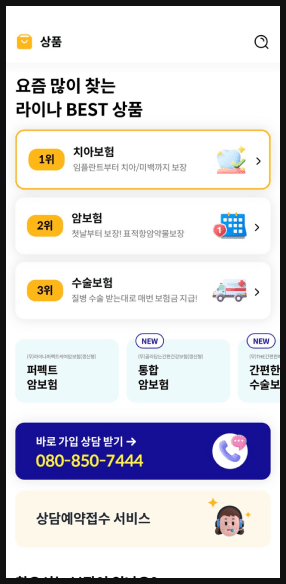 상품
요즘 많이 찾는
라이나 BEST 상품
1위
치아보험
임플란트부터 치아/미백까지 보장
2위
암보험
첫날부터 보장! 표적항암약물보장
1
3위
수술보험
질병 수술 받는대로 매번 보험금 지급!
NEW
NEW
퍼펙트
암보험
통합
암보험
간편한
수술보
바로 가입 상담 받기 →
080-850-7444
상담예약접수 서비스